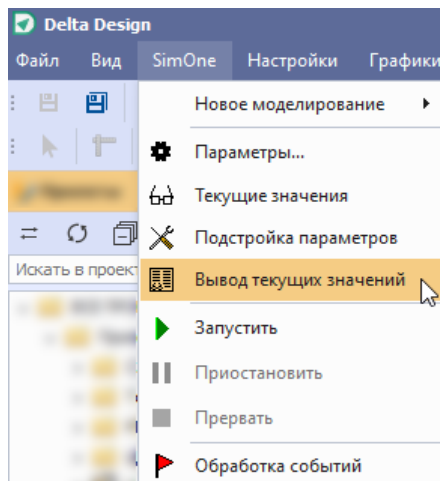 Delta Design
Файл Вид SimOne Настройки Графики
Новое моделирование
Параметры...
Текущие значения
Подстройка параметров
Искать в проект
Вывод текущих значений
Запустить
Приостановить
Прервать
Обработка событий